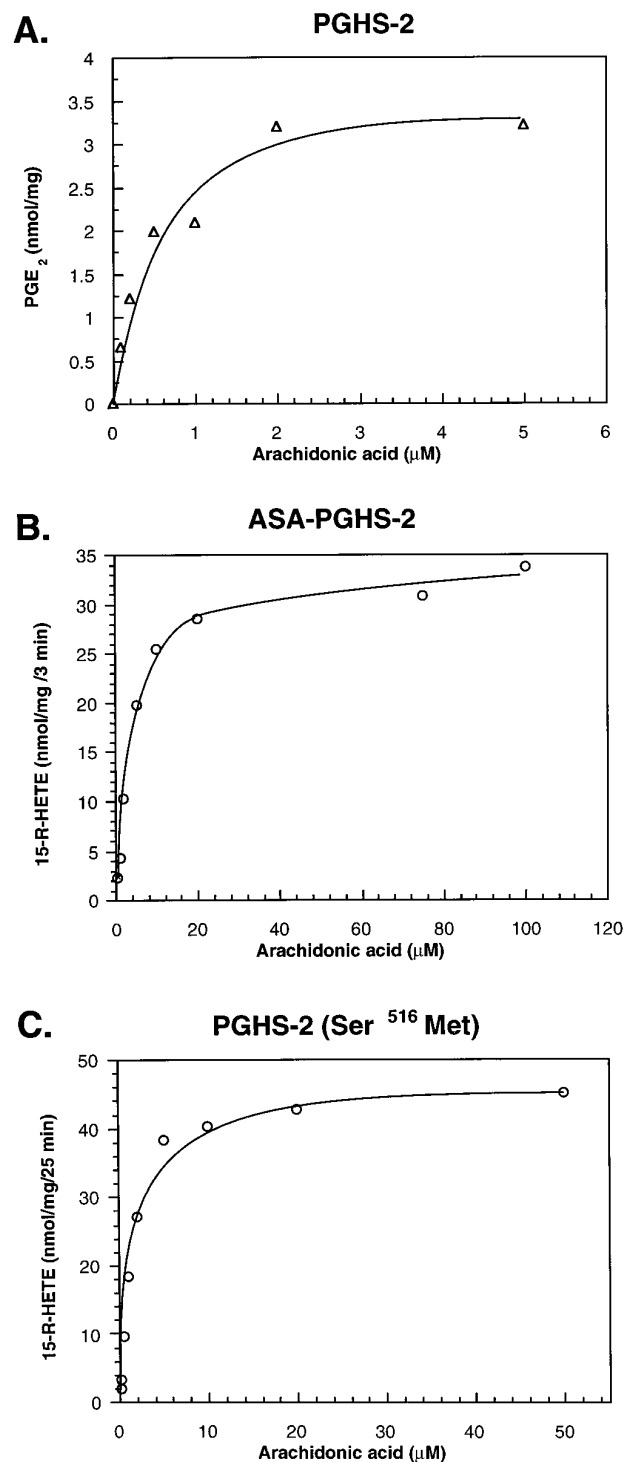 A.
PGHS-2
PGE2 (nmol/mg)
4
3.5
3
2.5
2
1.5
1
0.5
0
0 1 2 3 4 5 6
Arachidonic acid (μM)
B.
ASA-PGHS-2
15-R-HETE (nmol/mg /3 min)
35
30
25
20
15
10
5
0
0 20 40 60 80 100 120
Arachidonic acid (μM)
C.
PGHS-2 (Ser 516 Met)
15-R-HETE (nmol/mg/25 min)
50
40
30
20
10
0
0 10 20 30 40 50
Arachidonic acid (μM)